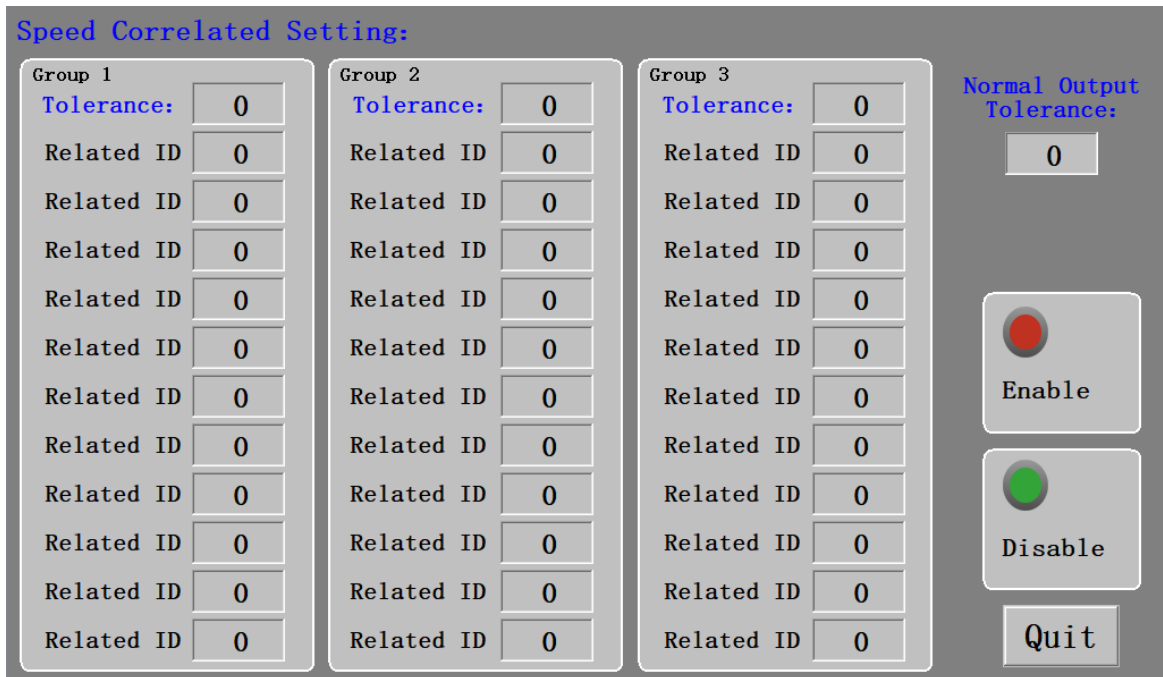 Speed Correlated Setting:
Group 1
Tolerance: 0
Related ID 0
Related ID 0
Related ID 0
Related ID 0
Related ID 0
Related ID 0
Related ID 0
Related ID 0
Related ID 0
Related ID 0
Related ID 0
Group 2
Tolerance: 0
Related ID 0
Related ID 0
Related ID 0
Related ID 0
Related ID 0
Related ID 0
Related ID 0
Related ID 0
Related ID 0
Related ID 0
Related ID 0
Group 3
Tolerance: 0
Related ID 0
Related ID 0
Related ID 0
Related ID 0
Related ID 0
Related ID 0
Related ID 0
Related ID 0
Related ID 0
Related ID 0
Related ID 0
Normal Output
Tolerance:
0
Enable
Disable
Quit